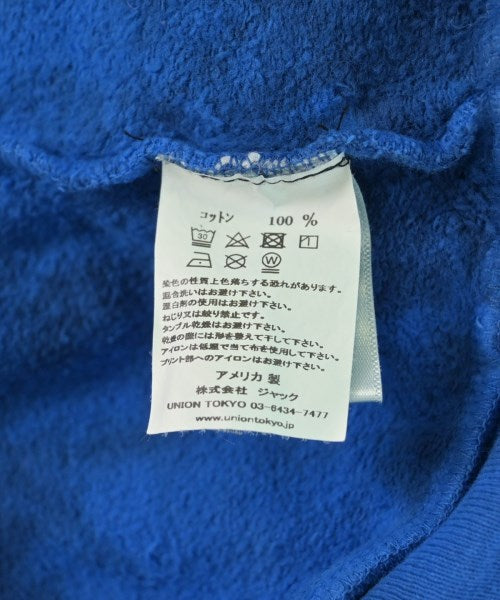 コットン 100 %
30
W
染色の性質上色落ちする恐れがあります。
混合洗いはお避け下さい。
蛍白剤の使用はお避け下さい。
ねじり又は絞り禁止です。
タンブル乾燥はお避け下さい。
乾燥の際には形を整えて干して下さい。
アイロンは低温で当て布を使用して下さい。
プリント部へのアイロンはお避け下さい。
アメリカ 製
株式会社 ジャック
UNION TOKYO 03-6434-7477
www.uniontokyo.jp